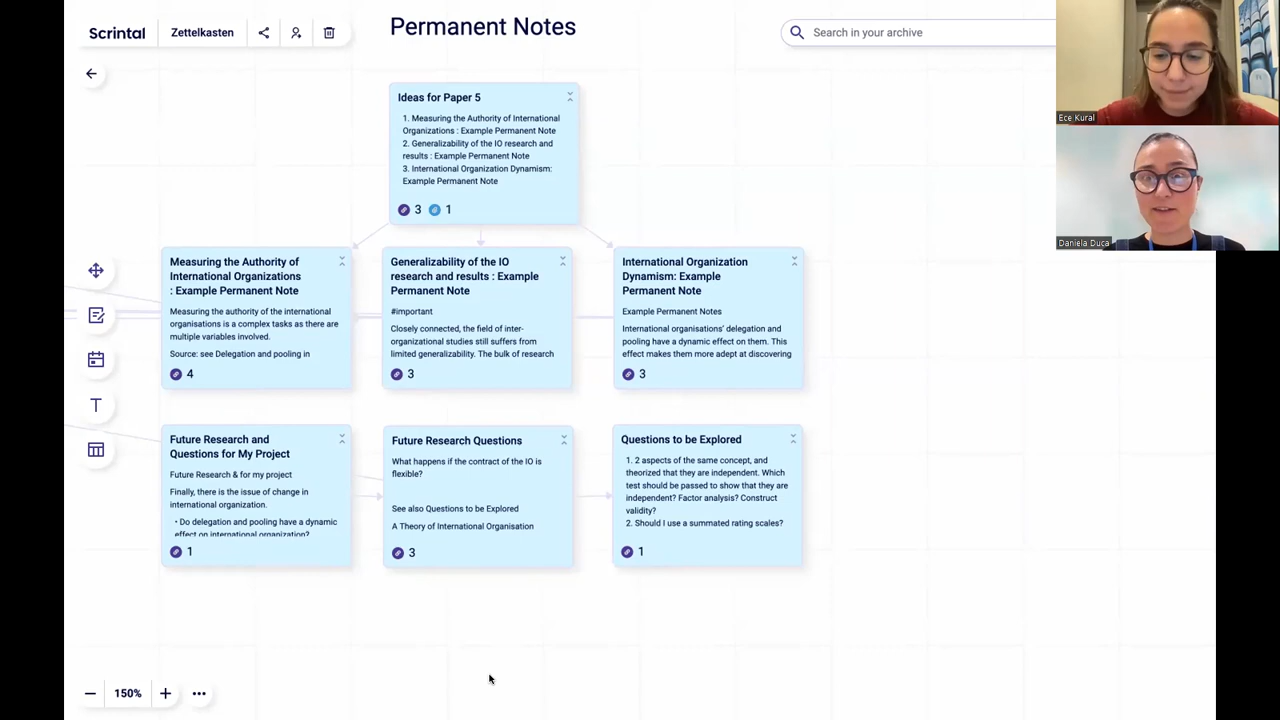 Scrintal
Zettelkasten
Permanent Notes
Search in your archive
Ece Kural
Daniela Duca
Ideas for Paper 5
1. Measuring the Authority of International
Organizations : Example Permanent Note
2. Generalizability of the IO research and
results : Example Permanent Note
3. International Organization Dynamism:
Example Permanent Note
3
1
Measuring the Authority of
International Organizations
: Example Permanent Note
Measuring the authority of the international
organisations is a complex tasks as there are
multiple variables involved.
Source: see Delegation and pooling in
4
Generalizability of the IO
research and results : Example
Permanent Note
#important
Closely connected, the field of inter-
organizational studies still suffers from
limited generalizability. The bulk of research
3
International Organization
Dynamism: Example
Permanent Note
Example Permanent Notes
International organisations' delegation and
pooling have a dynamic effect on them. This
effect makes them more adept at discovering
3
Future Research and
Questions for My Project
Future Research & for my project
Finally, there is the issue of change in
international organization.
• Do delegation and pooling have a dynamic
effect on international organization?
1
Future Research Questions
What happens if the contract of the IO is
flexible?
See also Questions to be Explored
A Theory of International Organisation
3
Questions to be Explored
1. 2 aspects of the same concept, and
theorized that they are independent. Which
test should be passed to show that they are
independent? Factor analysis? Construct
validity?
2. Should I use a summated rating scales?
1
T
150%